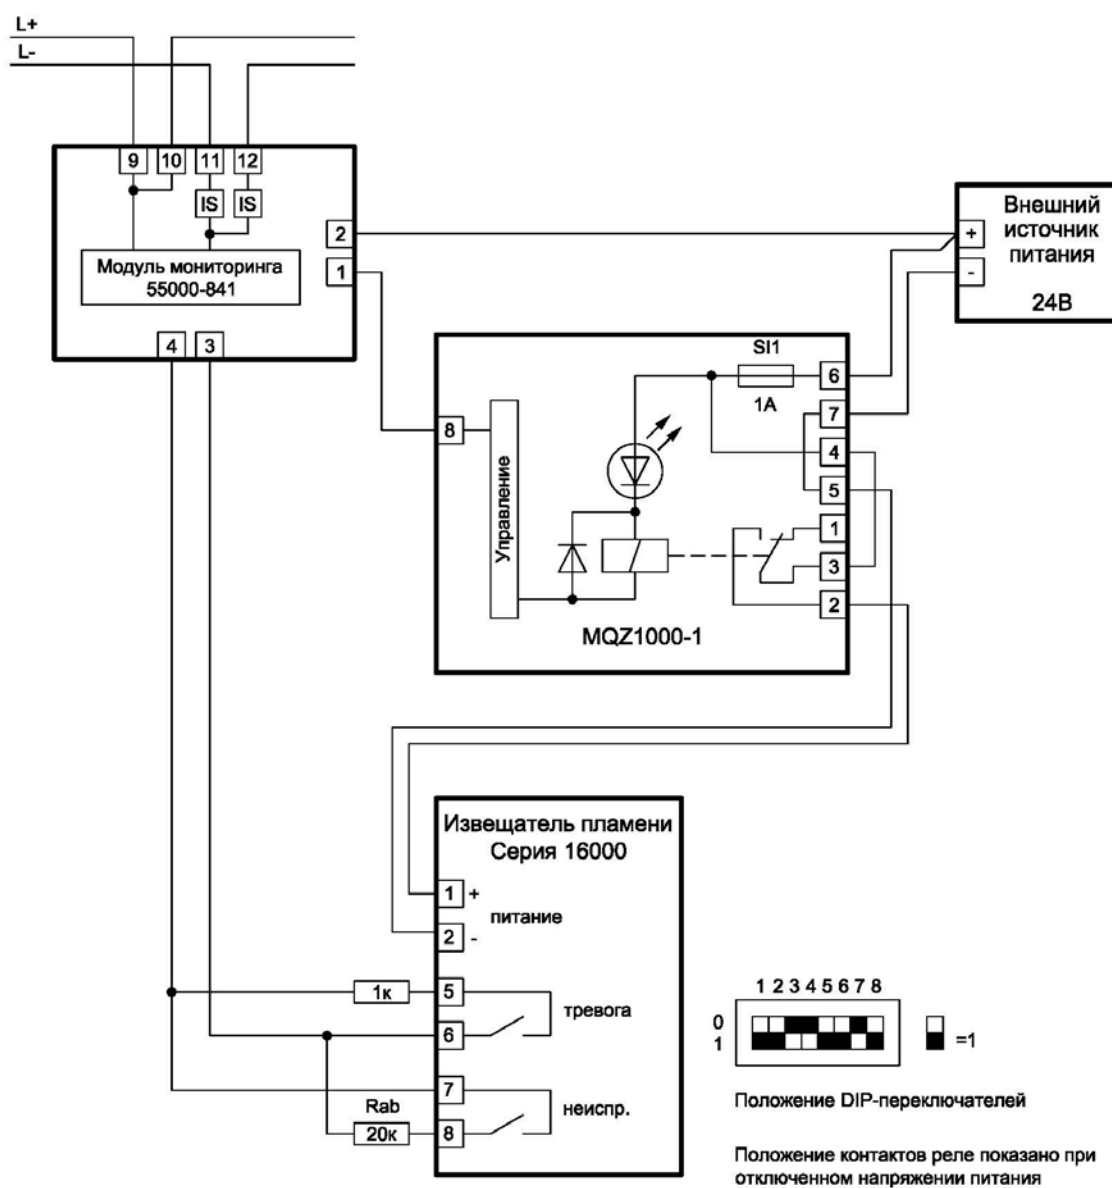 L+
L-
9 10 11 12
IS IS
Модуль мониторинга
55000-841
2
1
4 3
Внешний
источник
питания
24В
+
-
SI1
1А
8
Управление
6
7
4
5
1
3
2
MQZ1000-1
Извещатель пламени
Серия 16000
1 +
питание
2 -
1к
5
тревога
6
7
Rab
неиспр.
20к
8
1 2 3 4 5 6 7 8
0
1
=1
Положение DIP-переключателей
Положение контактов реле показано при
отключенном напряжении питания